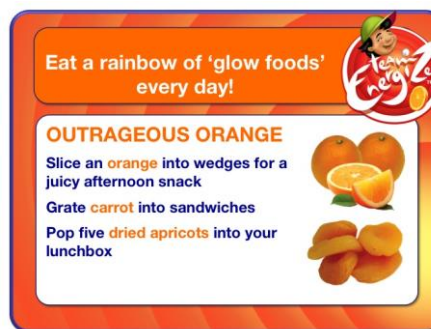 Eat a rainbow of ‘glow foods’
every day!
team
EnergiZe
OUTRAGEOUS ORANGE
Slice an orange into wedges for a
juicy afternoon snack
Grate carrot into sandwiches
Pop five dried apricots into your
lunchbox